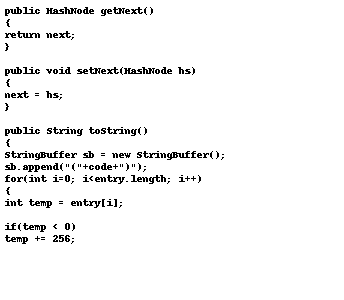 public HashNode getNext()
{
return next;
}

public void setNext(HashNode hs)
{
next = hs;
}

public String toString()
{
StringBuffer sb = new StringBuffer();
sb.append("("+code+")");
for(int i=0; i<entry.length; i++)
{
int temp = entry[i];

if(temp < 0)
temp += 256;